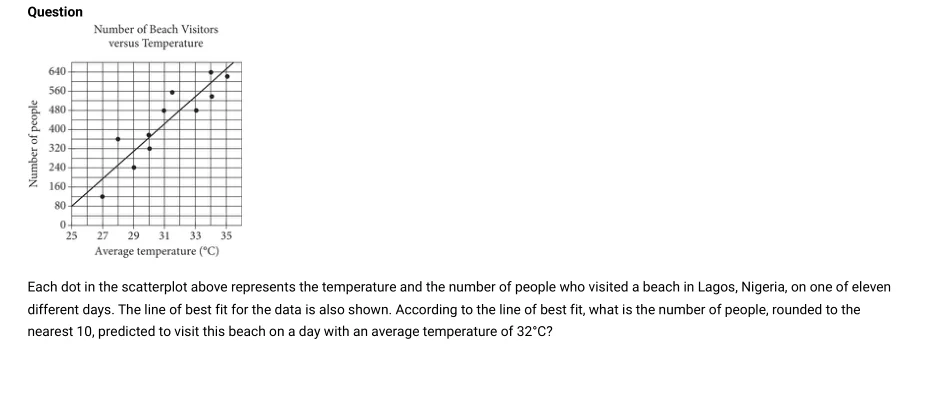 Question
Number of Beach Visitors
versus Temperature
640
560
480
400
320
240
160
80
0
Number of people
25 27 29 31 33 35
Average temperature (°C)
Each dot in the scatterplot above represents the temperature and the number of people who visited a beach in Lagos, Nigeria, on one of eleven
different days. The line of best fit for the data is also shown. According to the line of best fit, what is the number of people, rounded to the
nearest 10, predicted to visit this beach on a day with an average temperature of 32°C?